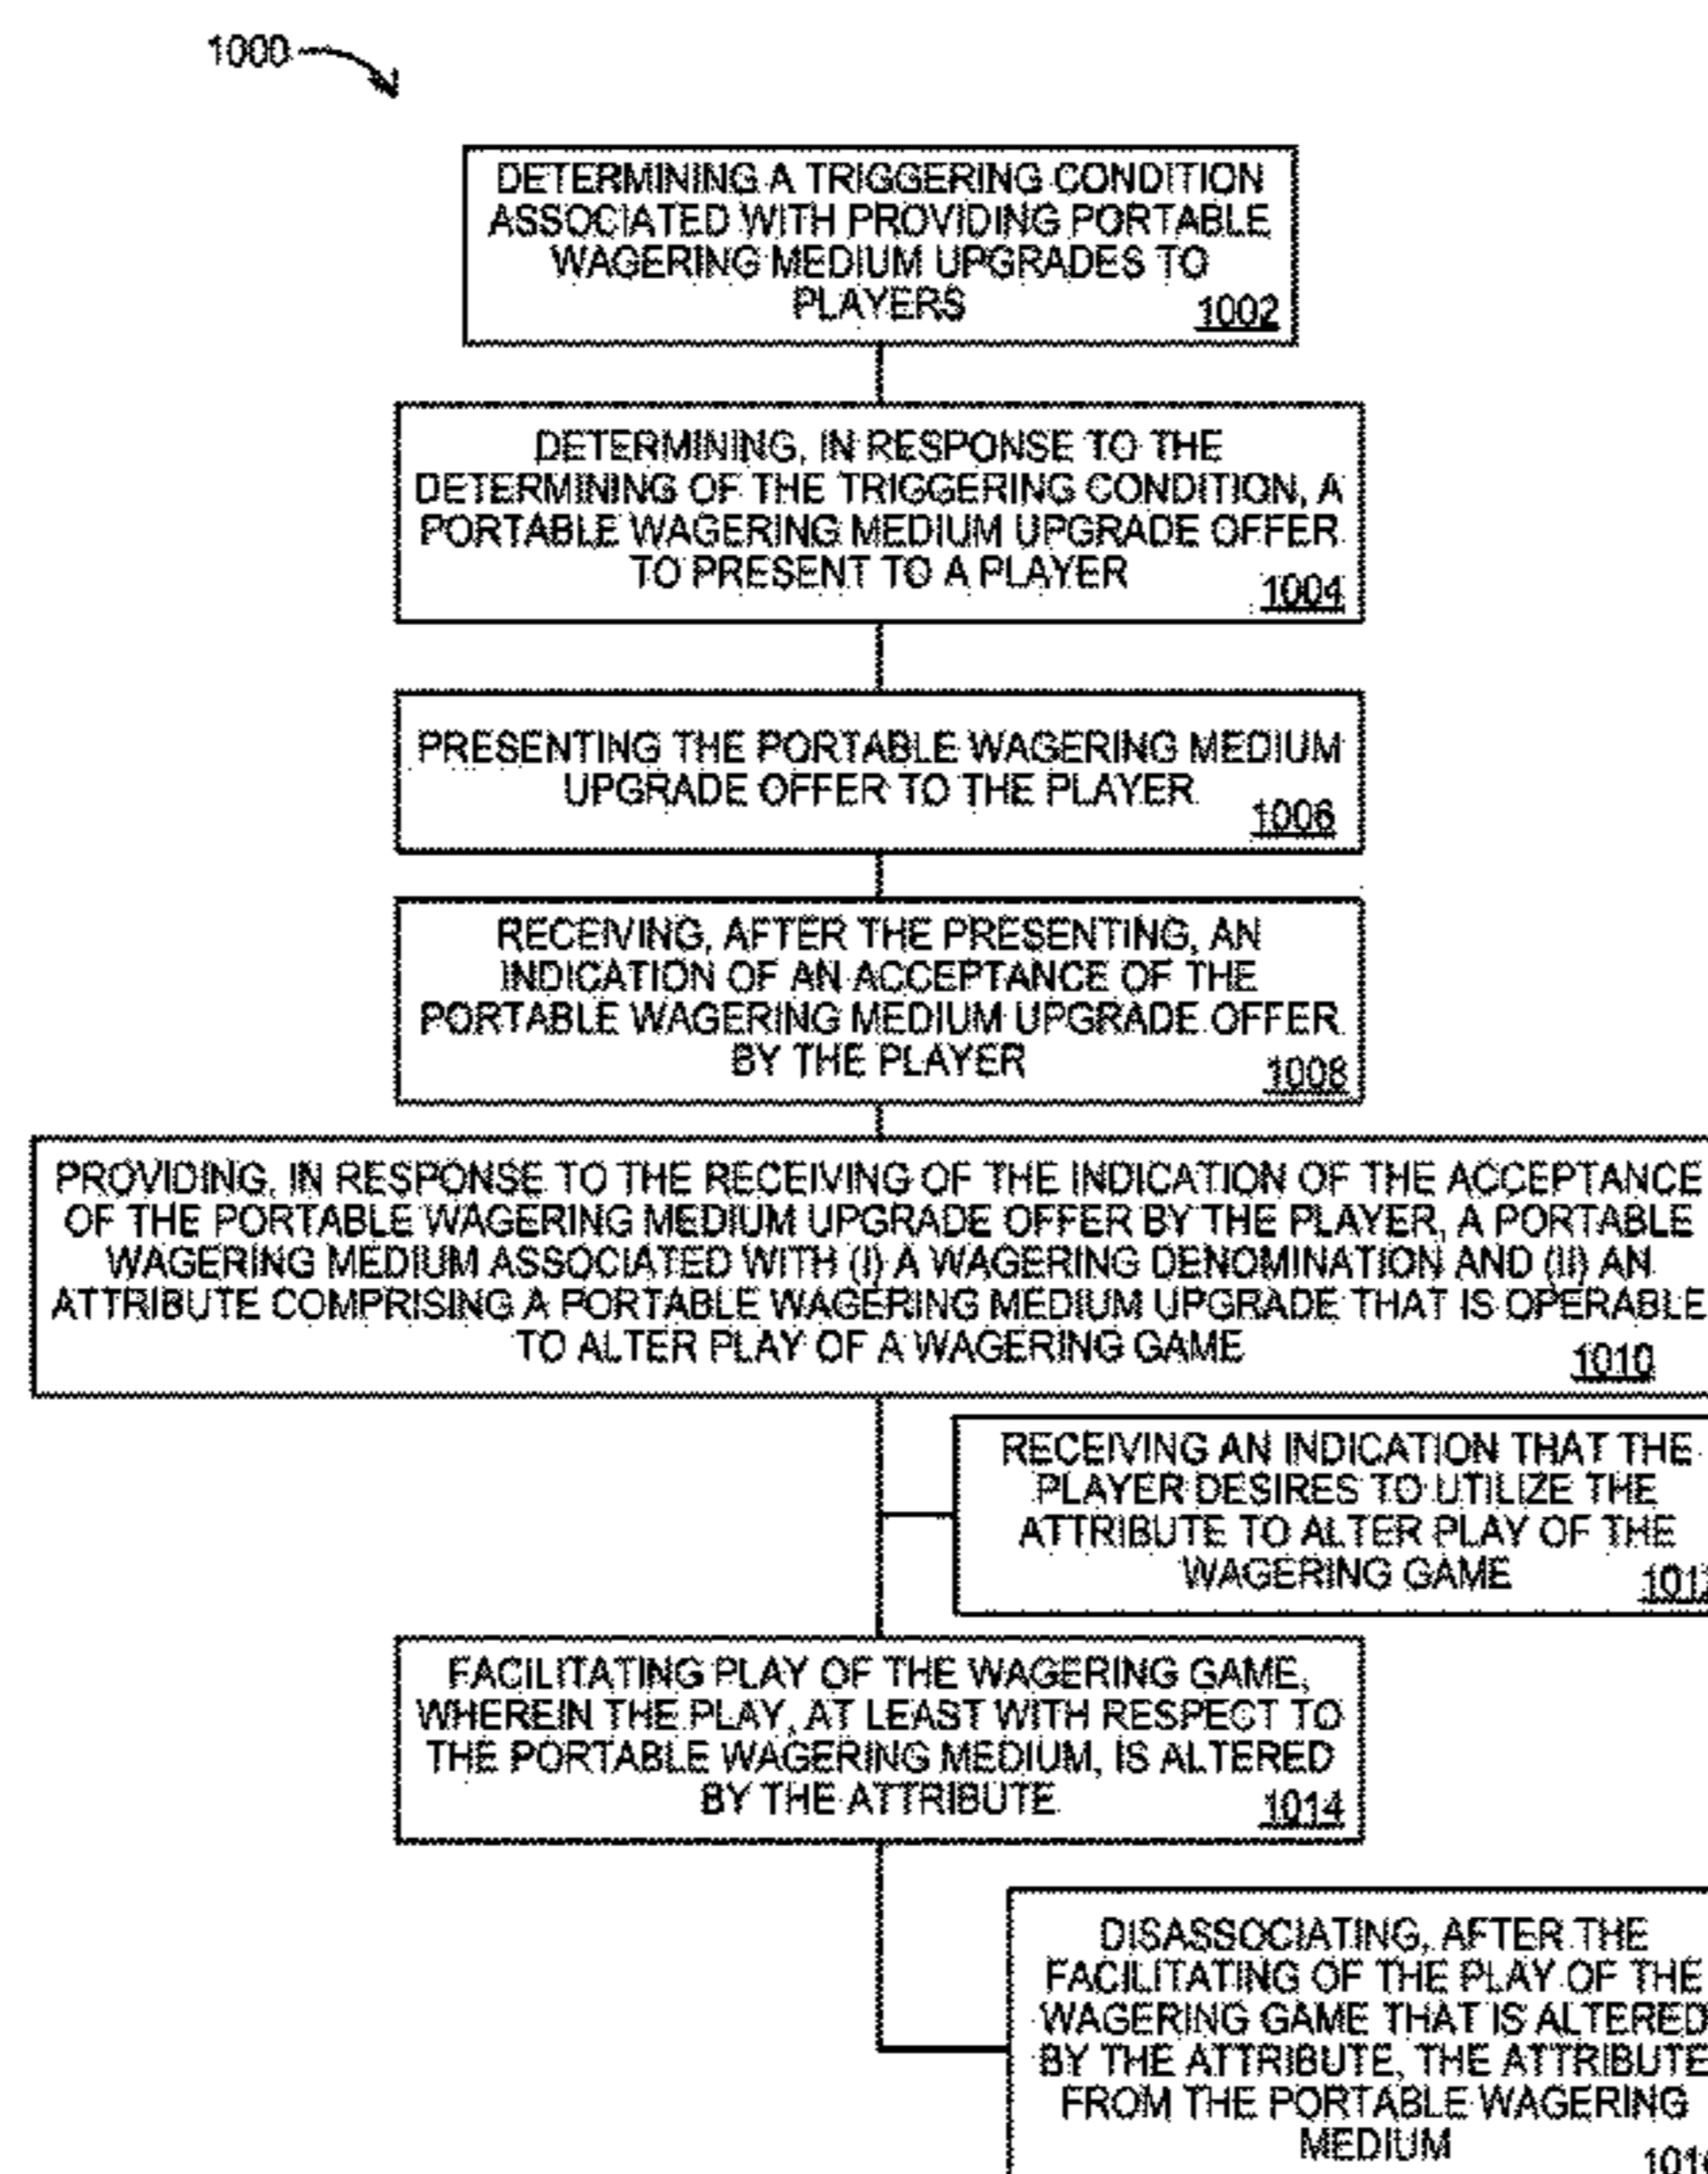 1000
DETERMINING A TRIGGERING CONDITION
ASSOCIATED WITH PROVIDING PORTABLE
WAGERING MEDIUM UPGRADES TO
PLAYERS
1002
DETERMINING, IN RESPONSE TO THE
DETERMINING OF THE TRIGGERING CONDITION, A
PORTABLE WAGERING MEDIUM UPGRADE OFFER
TO PRESENT TO A PLAYER
1004
PRESENTING THE PORTABLE WAGERING MEDIUM
UPGRADE OFFER TO THE PLAYER
1006
RECEIVING, AFTER THE PRESENTING, AN
INDICATION OF AN ACCEPTANCE OF THE
PORTABLE WAGERING MEDIUM UPGRADE OFFER
BY THE PLAYER
1008
PROVIDING, IN RESPONSE TO THE RECEIVING OF THE INDICATION OF THE ACCEPTANCE
OF THE PORTABLE WAGERING MEDIUM UPGRADE OFFER BY THE PLAYER, A PORTABLE
WAGERING MEDIUM ASSOCIATED WITH (I) A WAGERING DENOMINATION AND (II) AN
ATTRIBUTE COMPRISING A PORTABLE WAGERING MEDIUM UPGRADE THAT IS OPERABLE
TO ALTER PLAY OF A WAGERING GAME
1010
RECEIVING AN INDICATION THAT THE
PLAYER DESIRES TO UTILIZE THE
ATTRIBUTE TO ALTER PLAY OF THE
WAGERING GAME
FACILITATING PLAY OF THE WAGERING GAME,
WHEREIN THE PLAY, AT LEAST WITH RESPECT TO
THE PORTABLE WAGERING MEDIUM, IS ALTERED
BY THE ATTRIBUTE
1014
DISASSOCIATING, AFTER THE
FACILITATING OF THE PLAY OF THE
WAGERING GAME THAT IS ALTERED
BY THE ATTRIBUTE, THE ATTRIBUTE
FROM THE PORTABLE WAGERING
MEDIUM